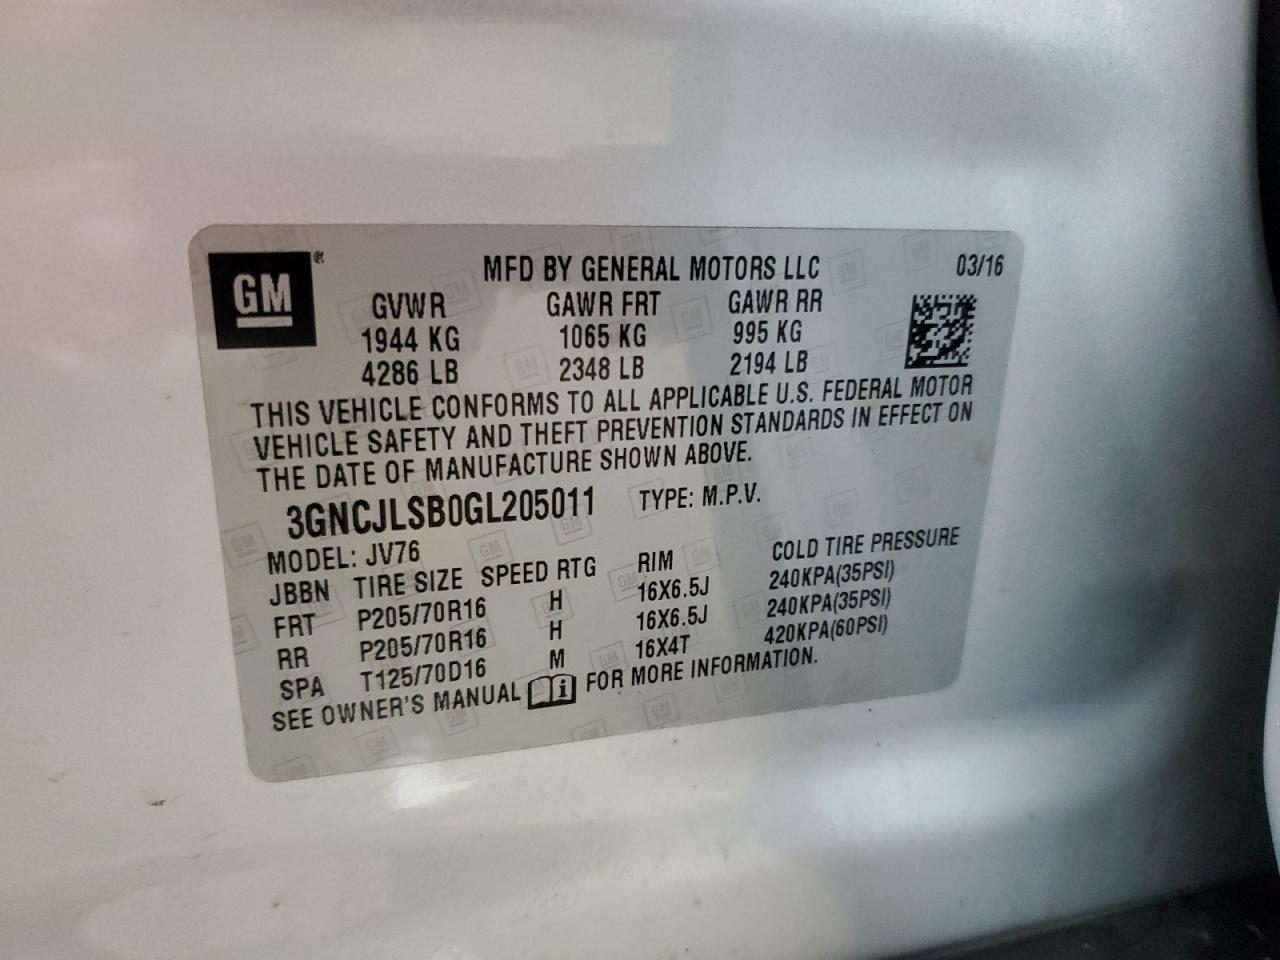 GM®
MFD BY GENERAL MOTORS LLC 03/16
GVWR GAWR FRT GAWR RR
1944 KG 1065 KG 995 KG
4286 LB 2348 LB 2194 LB
THIS VEHICLE CONFORMS TO ALL APPLICABLE U.S. FEDERAL MOTOR
VEHICLE SAFETY AND THEFT PREVENTION STANDARDS IN EFFECT ON
THE DATE OF MANUFACTURE SHOWN ABOVE.
3GNCJLSB0GL205011 TYPE: M.P.V.
MODEL: JV76
JBBN TIRE SIZE SPEED RTG RIM COLD TIRE PRESSURE
FRT P205/70R16 H 16X6.5J 240KPA(35PSI)
RR P205/70R16 H 16X6.5J 240KPA(35PSI)
SPA T125/70D16 M 16X4T 420KPA(60PSI)
SEE OWNER'S MANUAL i FOR MORE INFORMATION.